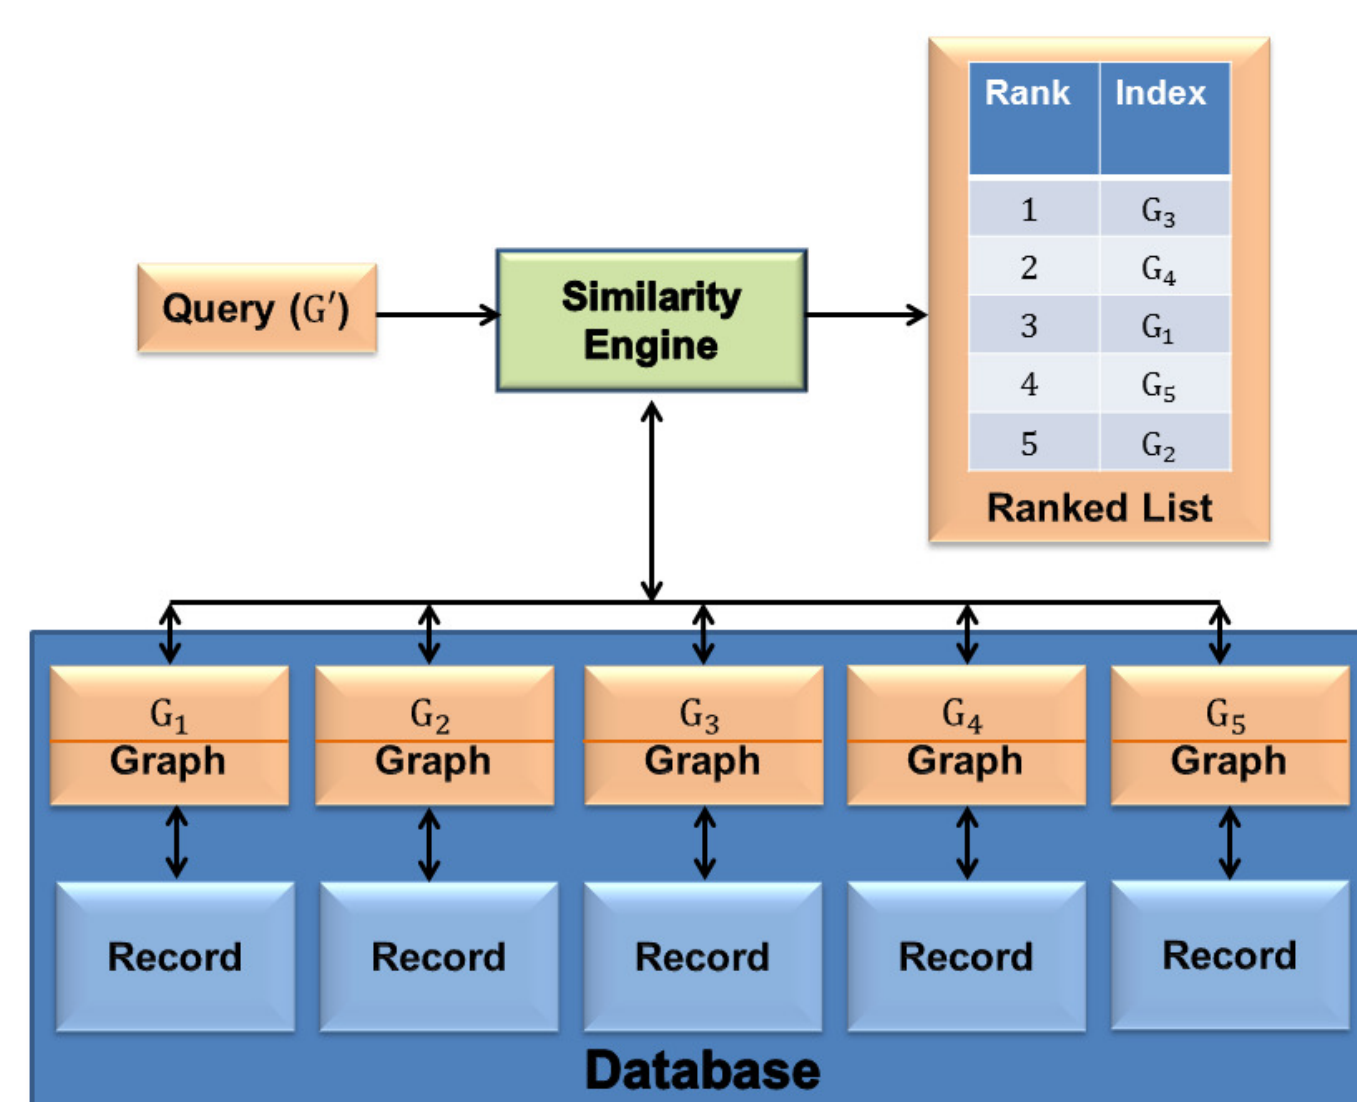 Rank Index
1 G₃
2 G₄
3 G₁
4 G₅
5 G₂
Ranked List
Query (G′)
Similarity
Engine
G₁ G₂ G₃ G₄ G₅
Graph Graph Graph Graph Graph
Record Record Record Record Record
Database